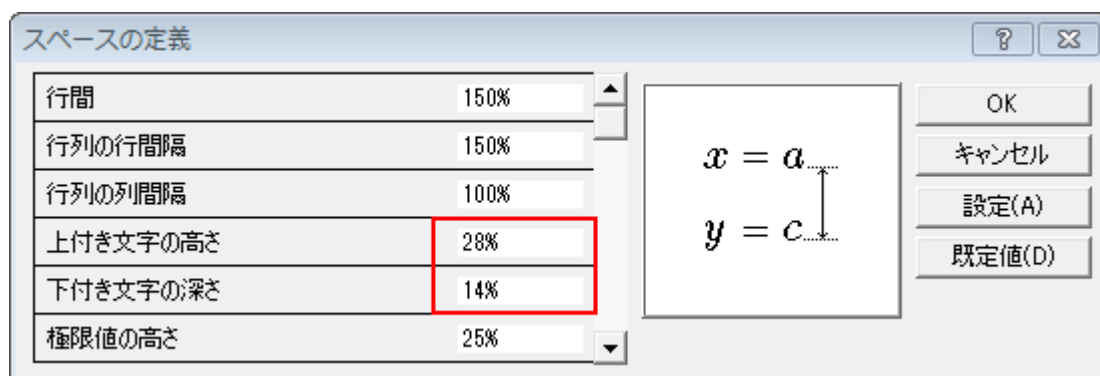 スペースの定義
行間 150%
行列の行間隔 150%
行列の列間隔 100%
上付き文字の高さ 28%
下付き文字の深さ 14%
極限値の高さ 25%
x = a
y = c
OK
キャンセル
設定(A)
既定値(D)